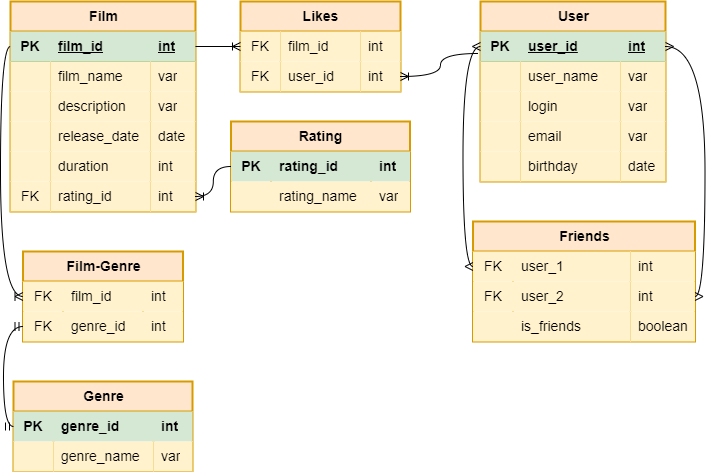 Film
PK film_id int
film_name var
description var
release_date date
duration int
FK rating_id int
Likes
FK film_id int
FK user_id int
User
PK user_id int
user_name var
login var
email var
birthday date
Rating
PK rating_id int
rating_name var
Friends
FK user_1 int
FK user_2 int
is_friends boolean
Film-Genre
FK film_id int
FK genre_id int
Genre
PK genre_id int
genre_name var